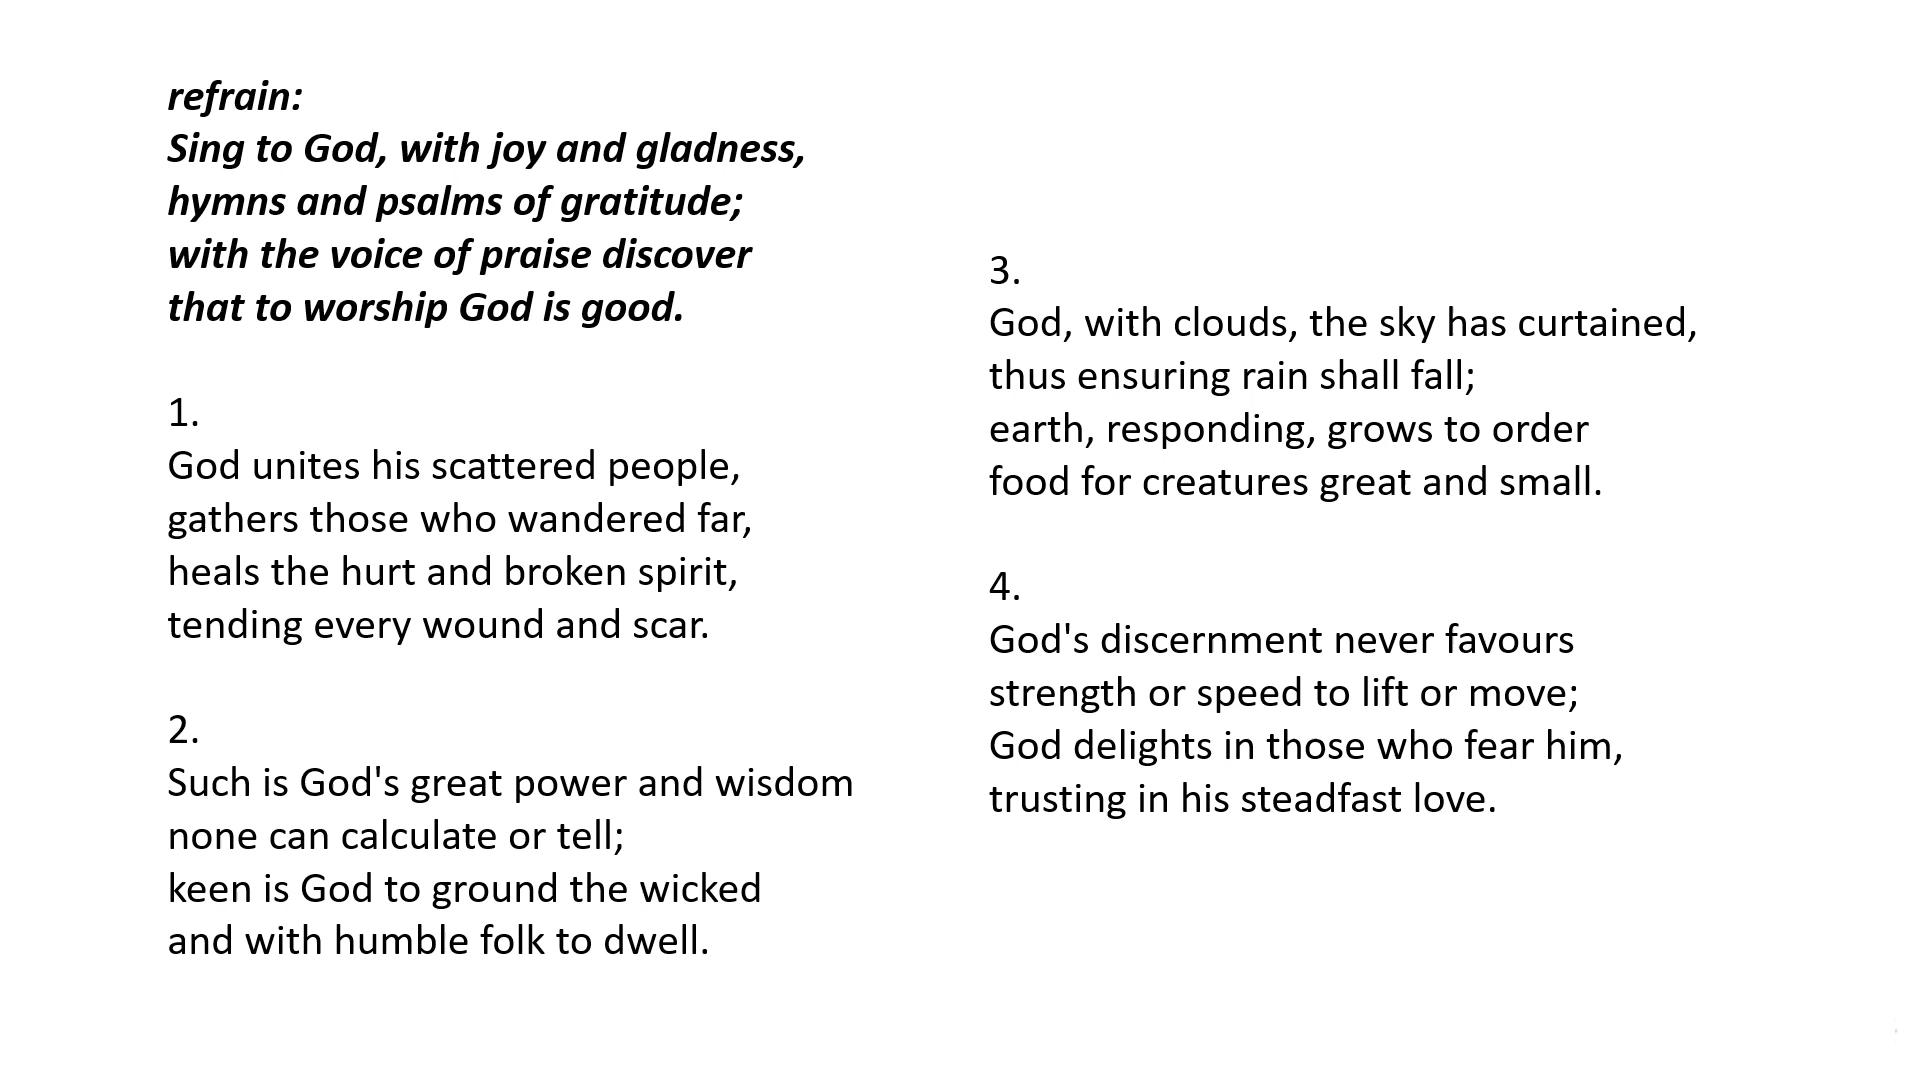 refrain:
Sing to God, with joy and gladness,
hymns and psalms of gratitude;
with the voice of praise discover
that to worship God is good.
1.
God unites his scattered people,
gathers those who wandered far,
heals the hurt and broken spirit,
tending every wound and scar.
2.
Such is God's great power and wisdom
none can calculate or tell;
keen is God to ground the wicked
and with humble folk to dwell.
3.
God, with clouds, the sky has curtained,
thus ensuring rain shall fall;
earth, responding, grows to order
food for creatures great and small.
4.
God's discernment never favours
strength or speed to lift or move;
God delights in those who fear him,
trusting in his steadfast love.